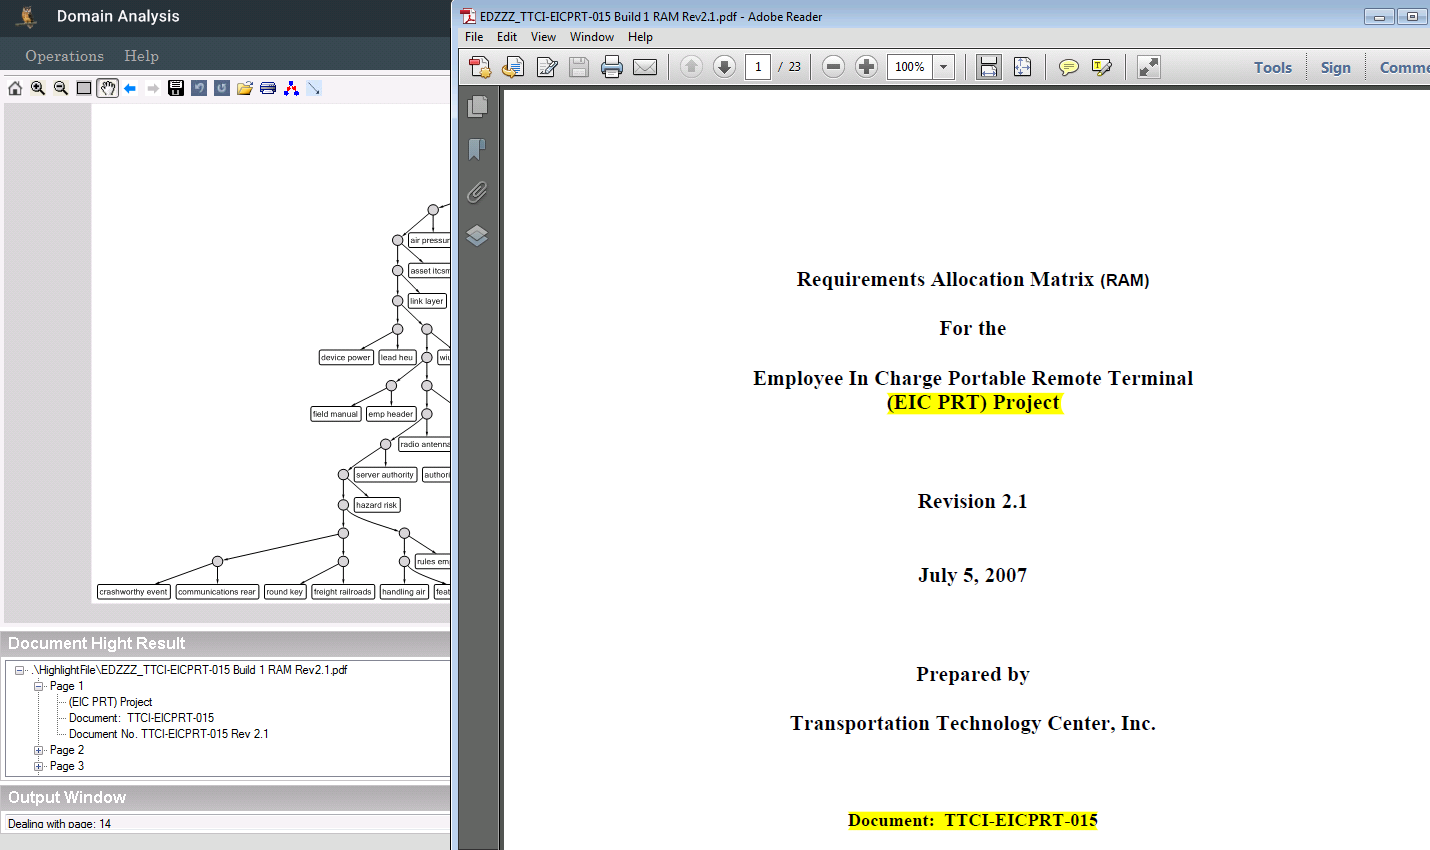 Domain Analysis
Operations Help
air pressur
asset itcsm
link layer
device power
lead heu
wiu
field manual
emp header
radio antenna
server authority
authori
hazard risk
rules emp
crashworthy event
communications rear
round key
freight railroads
handling air
feat
Document Hight Result
.\HighlightFile\EDZZZ_TTCI-EICPRT-015 Build 1 RAM Rev2.1.pdf
Page 1
(EIC PRT) Project
Document: TTCI-EICPRT-015
Document No. TTCI-EICPRT-015 Rev 2.1
Page 2
Page 3
Output Window
Dealing with page: 14
EDZZZ_TTCI-EICPRT-015 Build 1 RAM Rev2.1.pdf - Adobe Reader
File Edit View Window Help
1 / 23 100% Tools Sign Comme
Requirements Allocation Matrix (RAM)
For the
Employee In Charge Portable Remote Terminal
(EIC PRT) Project
Revision 2.1
July 5, 2007
Prepared by
Transportation Technology Center, Inc.
Document: TTCI-EICPRT-015